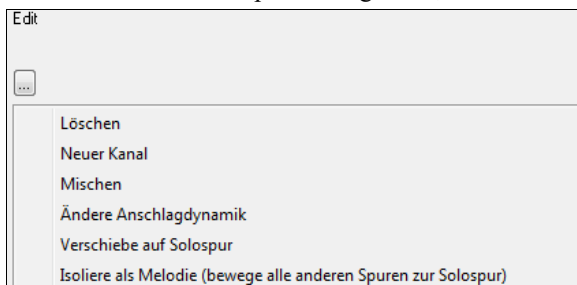 Edit
...
Löschen
Neuer Kanal
Mischen
Ändere Anschlagdynamik
Verschiebe auf Solospur
Isoliere als Melodie (bewege alle anderen Spuren zur Solospur)